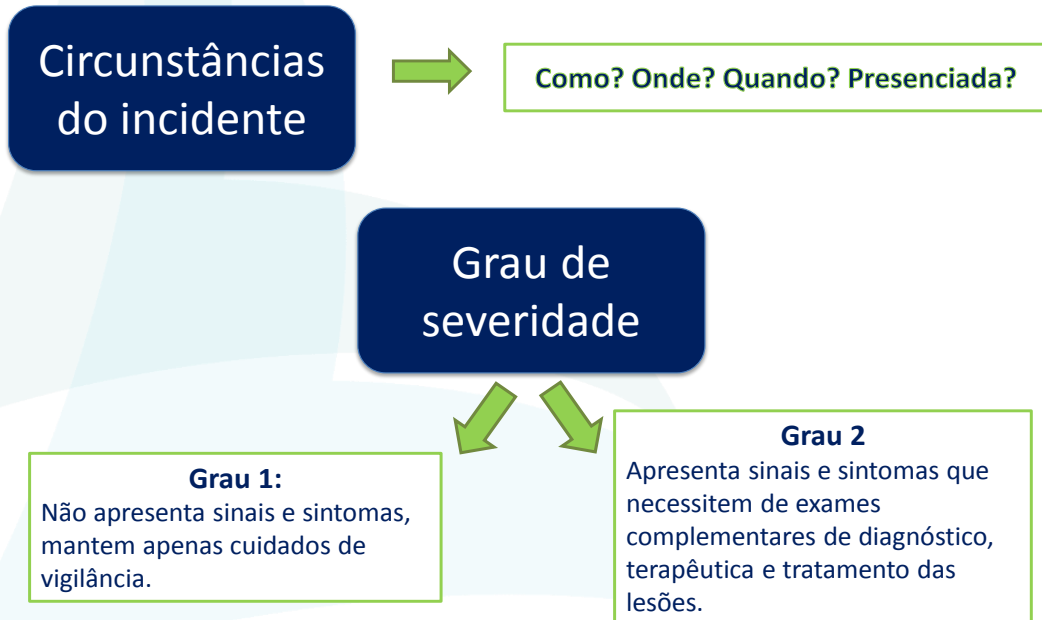 Circunstâncias
do incidente
Como? Onde? Quando? Presenciada?
Grau de
severidade
Grau 1:
Não apresenta sinais e sintomas,
mantem apenas cuidados de
vigilância.
Grau 2
Apresenta sinais e sintomas que
necessitem de exames
complementares de diagnóstico,
terapêutica e tratamento das
lesões.